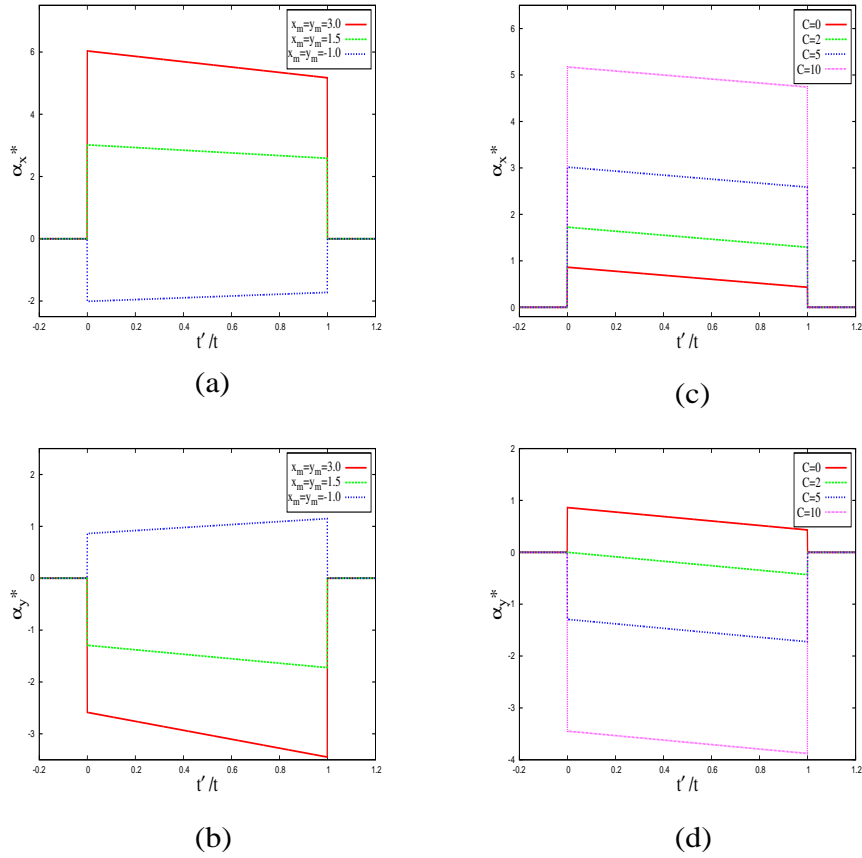 x_m=y_m=3.0
x_m=y_m=1.5
x_m=y_m=-1.0
6
4
2
0
-2
α_x*
-0.2 0 0.2 0.4 0.6 0.8 1 1.2
t′/t
(a)
C=0
C=2
C=5
C=10
6
5
4
3
2
1
0
α_x*
-0.2 0 0.2 0.4 0.6 0.8 1 1.2
t′/t
(c)
x_m=y_m=3.0
x_m=y_m=1.5
x_m=y_m=-1.0
2
1
0
-1
-2
-3
α_y*
-0.2 0 0.2 0.4 0.6 0.8 1 1.2
t′/t
(b)
C=0
C=2
C=5
C=10
2
1
0
-1
-2
-3
-4
α_y*
-0.2 0 0.2 0.4 0.6 0.8 1 1.2
t′/t
(d)